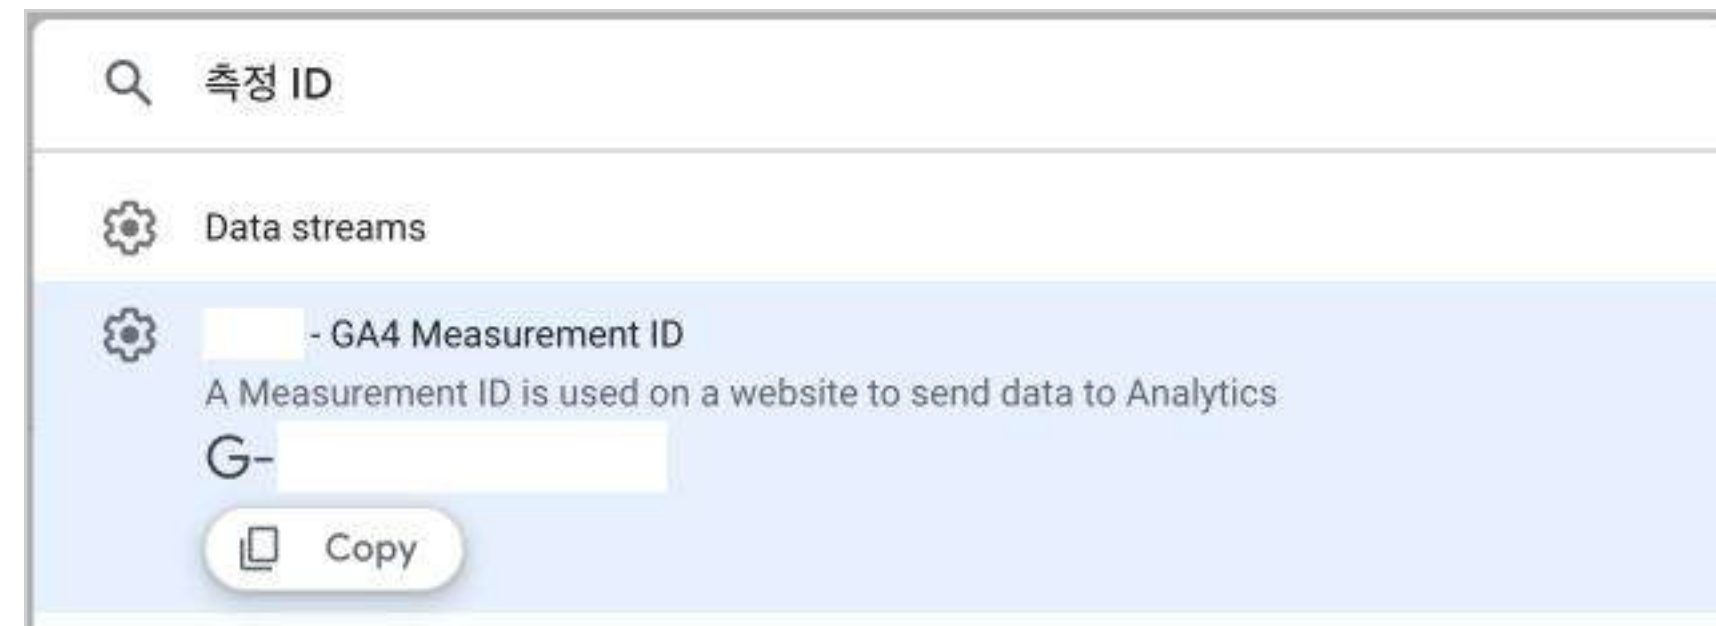 측정 ID
Data streams
- GA4 Measurement ID
A Measurement ID is used on a website to send data to Analytics
G-
Copy